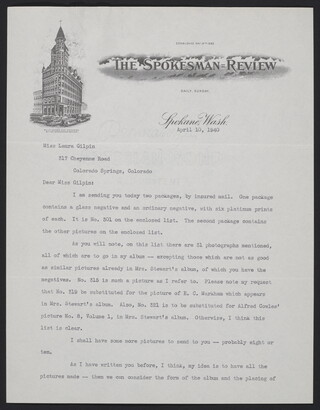 THE SPOKESMAN-REVIEW
Spokane, Wash.
April 10, 1940
Miss Laura Gilpin
317 Cheyenne Road
Colorado Springs, Colorado
Dear Miss Gilpin:
I am sending you today two packages, by insured mail. One package
contains a glass negative and an ordinary negative, with six platinum prints
of each. It is No. 501 on the enclosed list. The second package contains
the other pictures on the enclosed list.
As you will note, on this list there are 21 photographs mentioned,
all of which are to go in my album -- excepting those which are not as good
as similar pictures already in Mrs. Stewart's album, of which you have the
negatives. No. 515 is such a picture as I refer to. Please note my request
that No. 519 be substituted for the picture of E. C. Durkham which appears
in Mrs. Stewart's album. Also, No. 521 is to be substituted for Alfred Coolee'
picture No. 8, Volume 1, in Mrs. Stewart's album. Otherwise, I think this
list is clear.
I shall have some more pictures to send to you -- probably eight or
ten.
As I have written you before, I think, my idea is to have all the
pictures made -- then we can consider the form of the album and the placing of